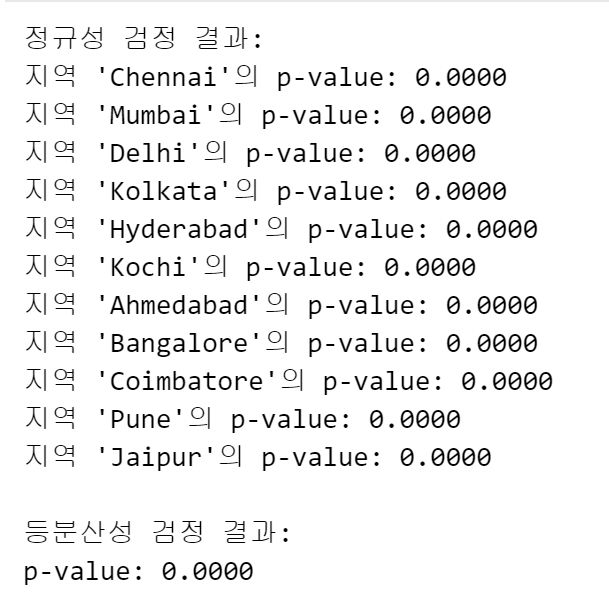 정규성 검정 결과:
지역 'Chennai'의 p-value: 0.0000
지역 'Mumbai'의 p-value: 0.0000
지역 'Delhi'의 p-value: 0.0000
지역 'Kolkata'의 p-value: 0.0000
지역 'Hyderabad'의 p-value: 0.0000
지역 'Kochi'의 p-value: 0.0000
지역 'Ahmedabad'의 p-value: 0.0000
지역 'Bangalore'의 p-value: 0.0000
지역 'Coimbatore'의 p-value: 0.0000
지역 'Pune'의 p-value: 0.0000
지역 'Jaipur'의 p-value: 0.0000
등분산성 검정 결과:
p-value: 0.0000